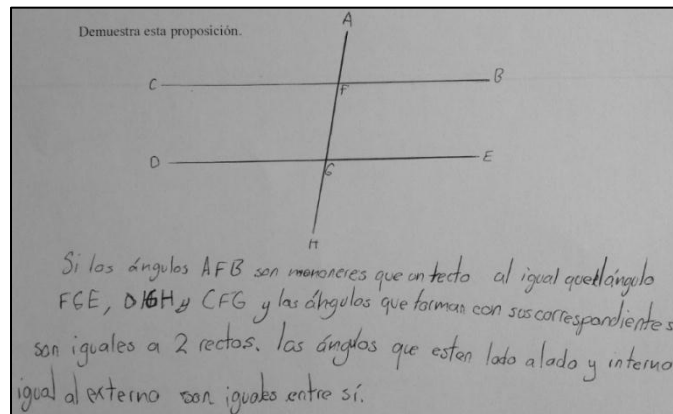 Demuestra esta proposición.
A
C
B
F
D
E
G
H
Si los ángulos AFB son menoneres que un recto al igual que el ángulo
FGE, DGH y CFG y los ángulos que forman con sus correspondientes
son iguales a 2 rectos. los ángulos que esten lado a lado y interno
igual al externo son iguales entre sí.